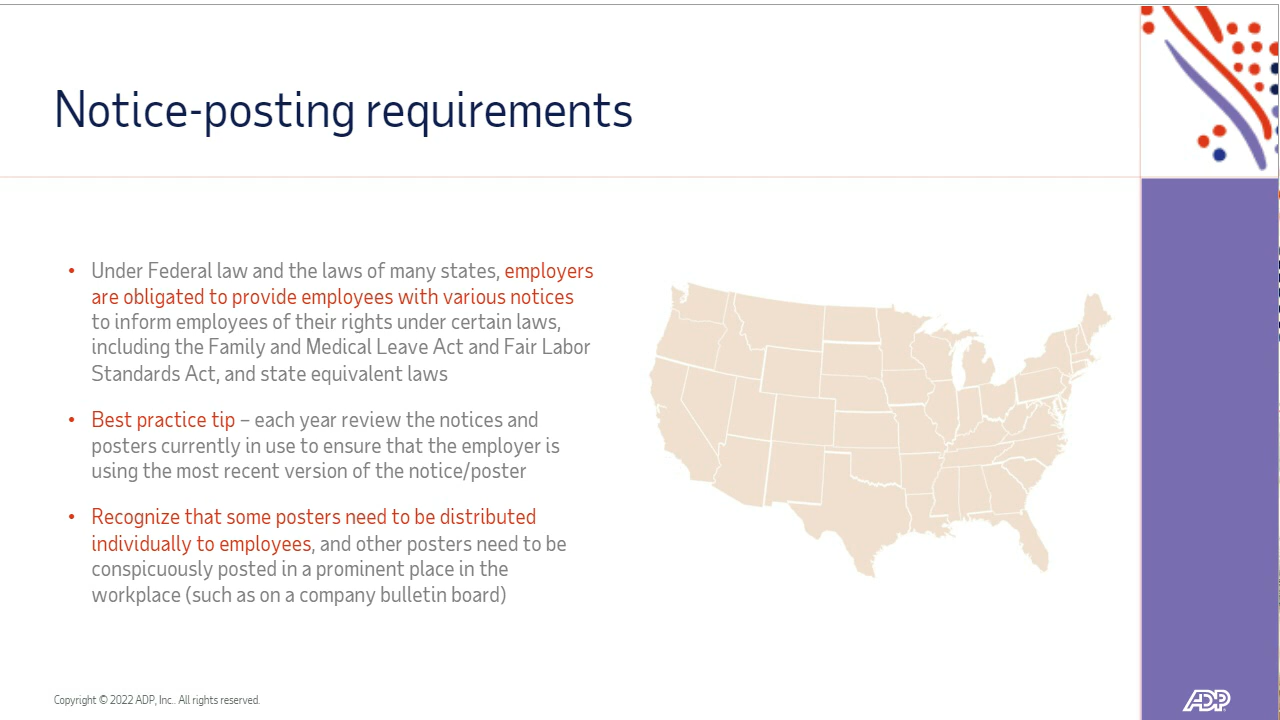 Notice-posting requirements
• Under Federal law and the laws of many states, employers
are obligated to provide employees with various notices
to inform employees of their rights under certain laws,
including the Family and Medical Leave Act and Fair Labor
Standards Act, and state equivalent laws
• Best practice tip – each year review the notices and
posters currently in use to ensure that the employer is
using the most recent version of the notice/poster
• Recognize that some posters need to be distributed
individually to employees, and other posters need to be
conspicuously posted in a prominent place in the
workplace (such as on a company bulletin board)
Copyright © 2022 ADP, Inc.. All rights reserved.
ADP